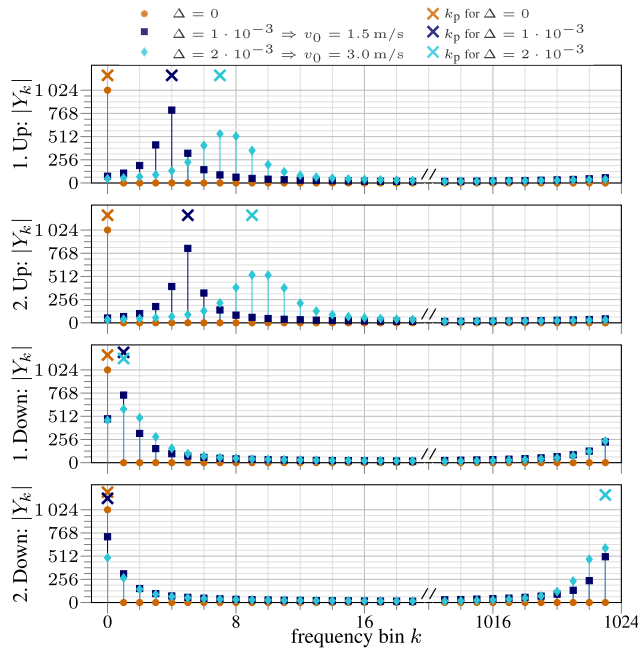 Δ = 0
k_p for Δ = 0
Δ = 1 · 10⁻³ ⇒ v₀ = 1.5 m/s
k_p for Δ = 1 · 10⁻³
Δ = 2 · 10⁻³ ⇒ v₀ = 3.0 m/s
k_p for Δ = 2 · 10⁻³
1. Up: |Y_k|
1 024
768
512
256
0
2. Up: |Y_k|
1 024
768
512
256
0
1. Down: |Y_k|
1 024
768
512
256
0
2. Down: |Y_k|
1 024
768
512
256
0
0 8 16 1016 1024
frequency bin k